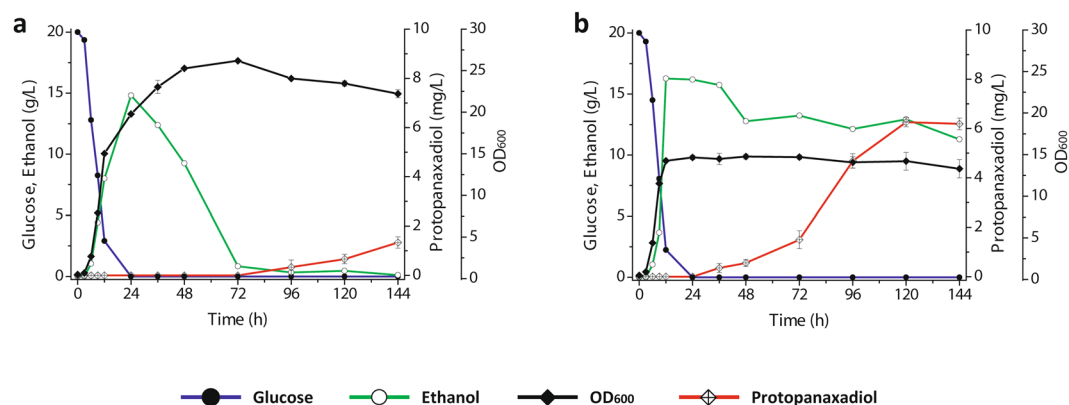 a
20
15
10
5
0
Glucose, Ethanol (g/L)
0 24 48 72 96 120 144
Time (h)
10
8
6
4
2
0
Protopanaxadiol (mg/L)
30
25
20
15
10
5
0
OD600
b
20
15
10
5
0
Glucose, Ethanol (g/L)
0 24 48 72 96 120 144
Time (h)
10
8
6
4
2
0
Protopanaxadiol (mg/L)
30
25
20
15
10
5
0
OD600
Glucose Ethanol OD600 Protopanaxadiol